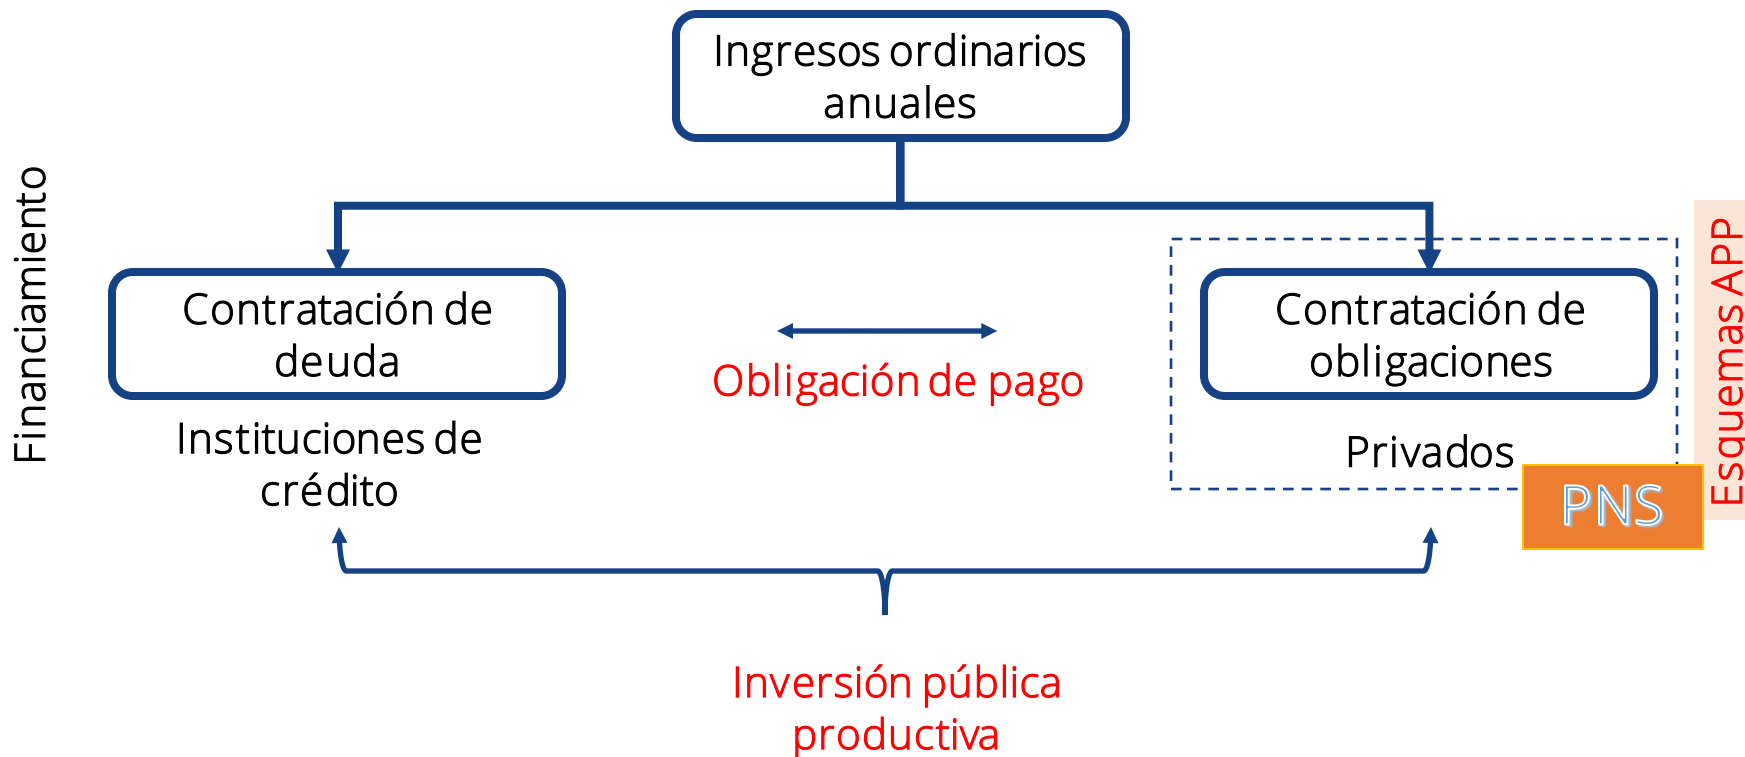 Ingresos ordinarios
anuales
Financiamiento
Contratación de
deuda
Instituciones de
crédito
Obligación de pago
Contratación de
obligaciones
Privados
Esquemas APP
PNS
Inversión pública
productiva